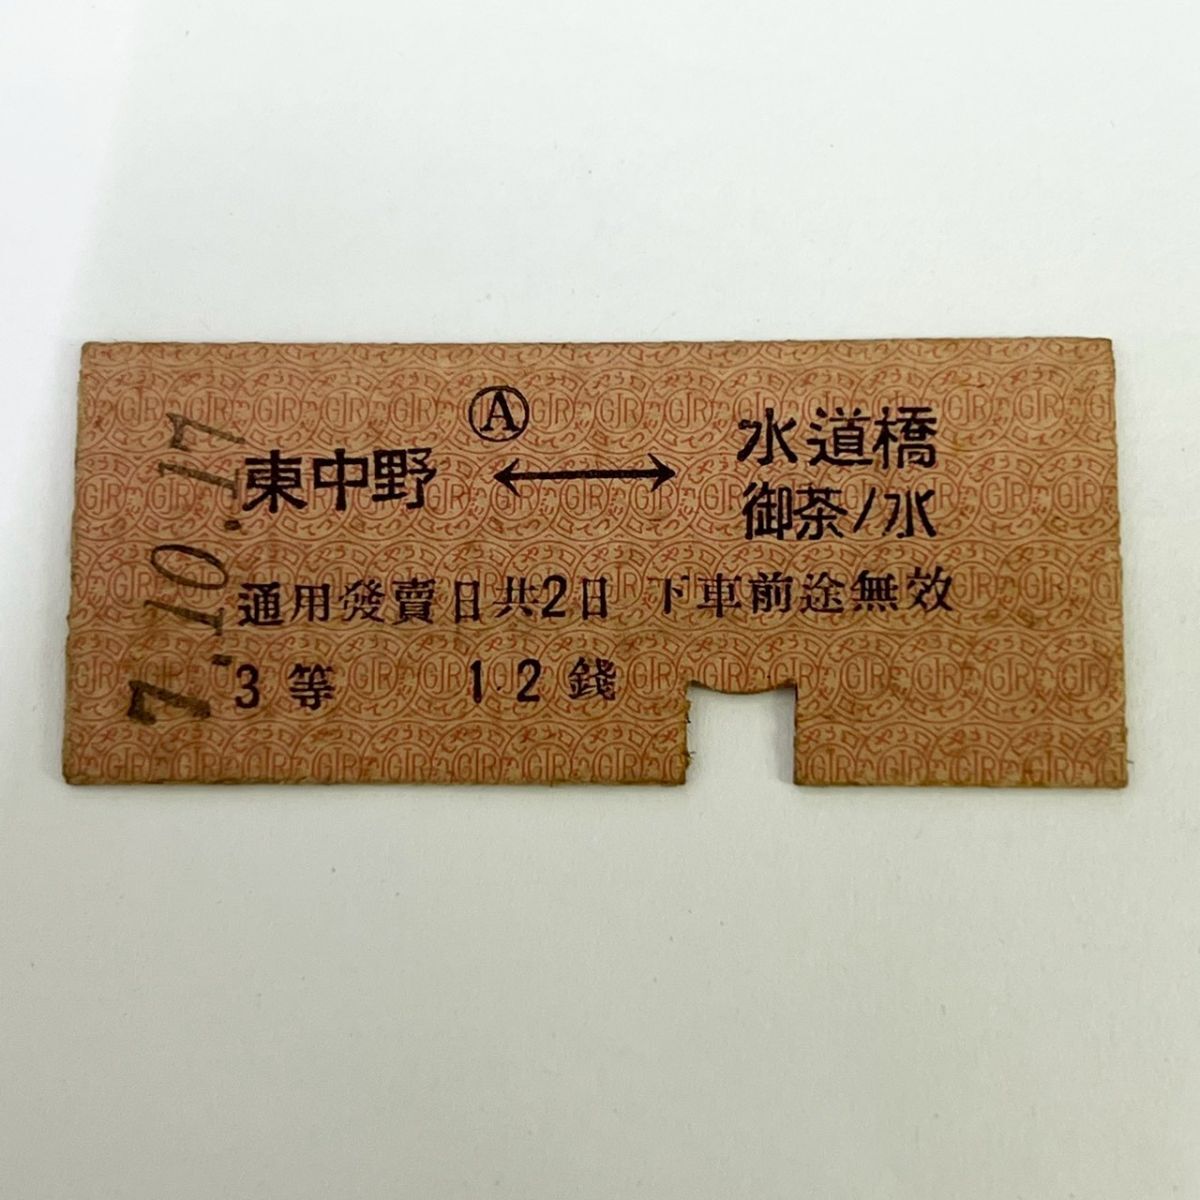 7.10.17
Ⓐ
東中野 ←→ 水道橋
御茶ノ水
通用發賣日共2日 下車前途無效
3等 12錢